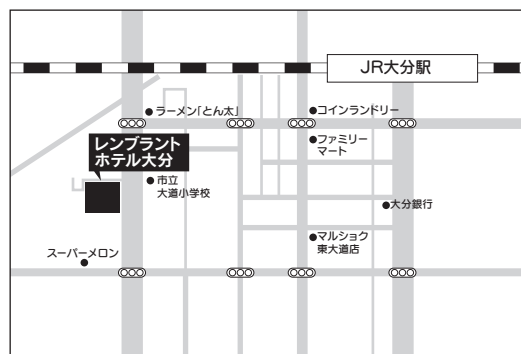 JR大分駅
ラーメン「とん太」
コインランドリー
レンブラント
ホテル大分
ファミリー
マート
市立
大道小学校
大分銀行
マルショク
東大道店
スーパーメロン